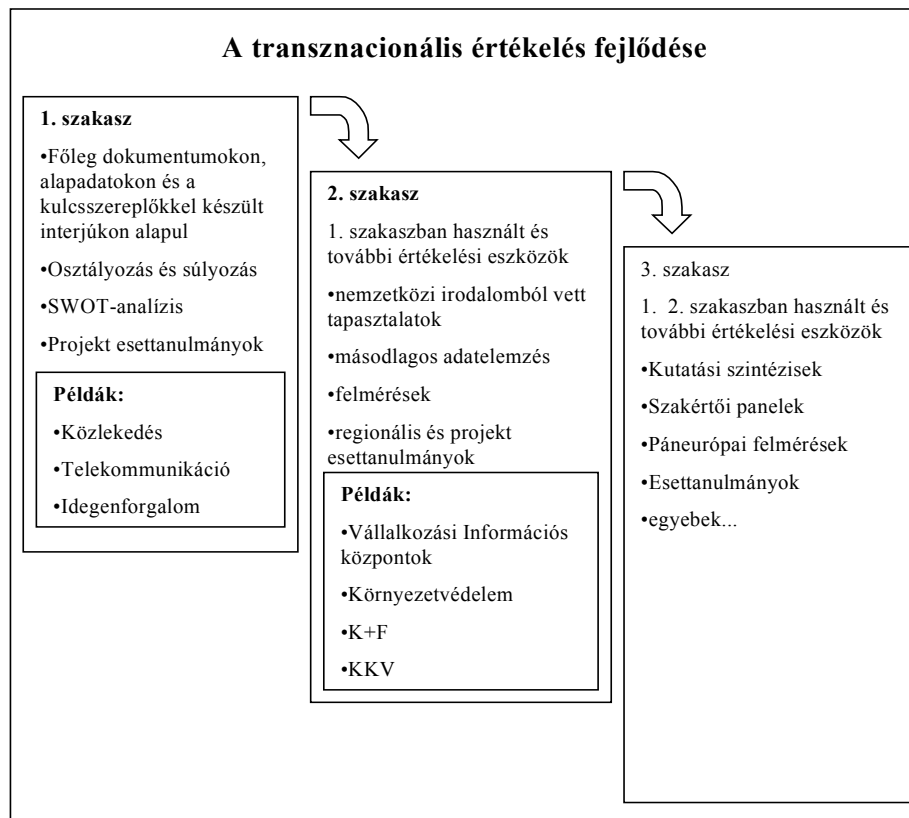 A transznacionális értékelés fejlődése
1. szakasz
•Főleg dokumentumokon,
alapadatokon és a
kulcsszereplőkkel készült
interjúkon alapul
•Osztályozás és súlyozás
•SWOT-analízis
•Projekt esettanulmányok
Példák:
•Közlekedés
•Telekommunikáció
•Idegenforgalom
2. szakasz
1. szakaszban használt és
további értékelési eszközök
•nemzetközi irodalomból vett
tapasztalatok
•másodlagos adatelemzés
•felmérések
•regionális és projekt
esettanulmányok
Példák:
•Vállalkozási Információs
központok
•Környezetvédelem
•K+F
•KKV
3. szakasz
1. 2. szakaszban használt és
további értékelési eszközök
•Kutatási szintézisek
•Szakértői panelek
•Páneurópai felmérések
•Esettanulmányok
•egyebek...